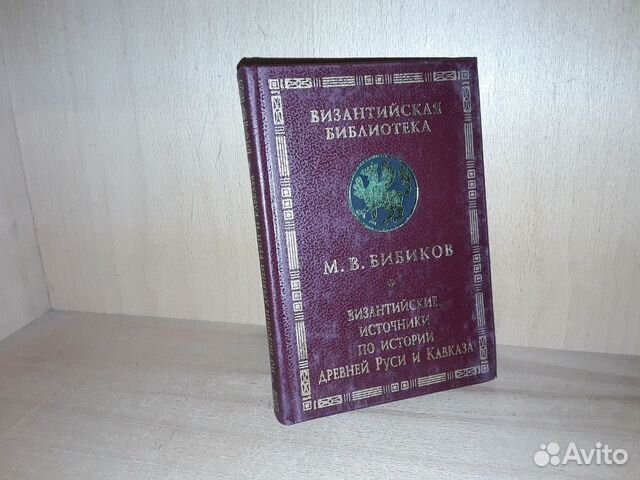 ВИЗАНТИЙСКАЯ
БИБЛИОТЕКА
М. В. БИБИКОВ
ВИЗАНТИЙСКИЕ
ИСТОЧНИКИ
ПО ИСТОРИИ
ДРЕВНЕЙ РУСИ И КАВКАЗА
Avito